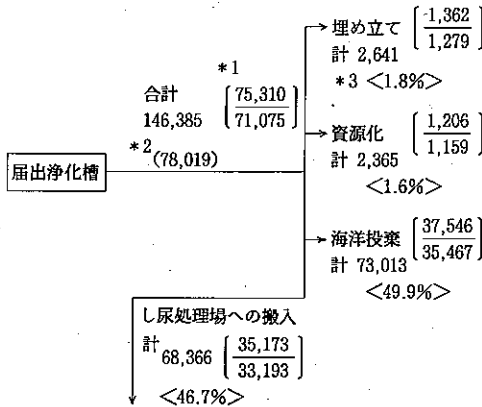 埋め立て
1,362
1,279
計 2,641
*3 <1.8%>
*1
合計
146,385
75,310
71,075
*2
(78,019)
届出浄化槽
資源化
1,206
1,159
計 2,365
<1.6%>
海洋投棄
37,546
35,467
計 73,013
<49.9%>
し尿処理場への搬入
計 68,366
35,173
33,193
<46.7%>